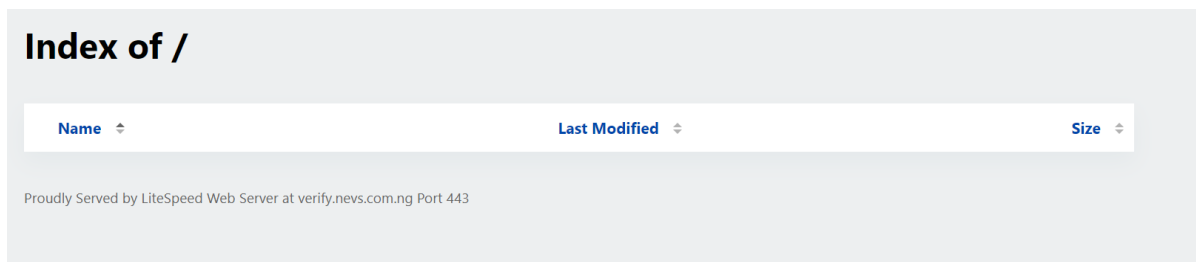 Index of /
Name Last Modified Size
Proudly Served by LiteSpeed Web Server at verify.nevs.com.ng Port 443